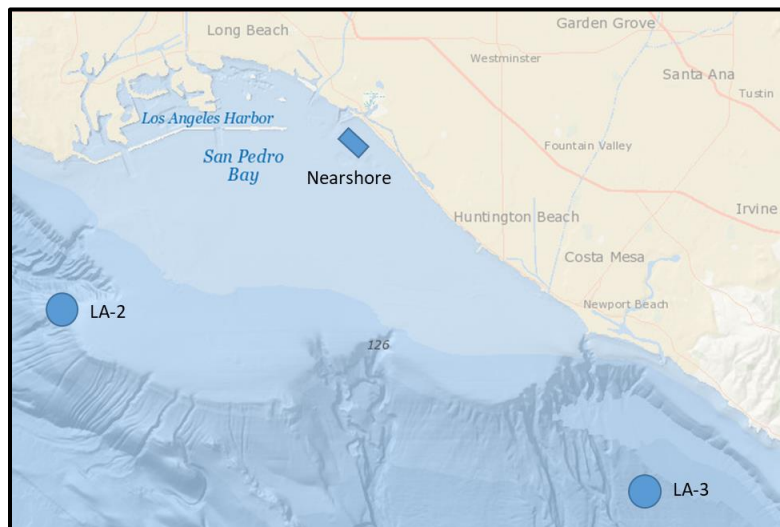 Long Beach
Garden Grove
Westminster
Santa Ana
Tustin
Los Angeles Harbor
San Pedro
Bay
Nearshore
Fountain Valley
Irvine
Huntington Beach
Costa Mesa
Newport Beach
LA-2
126
LA-3